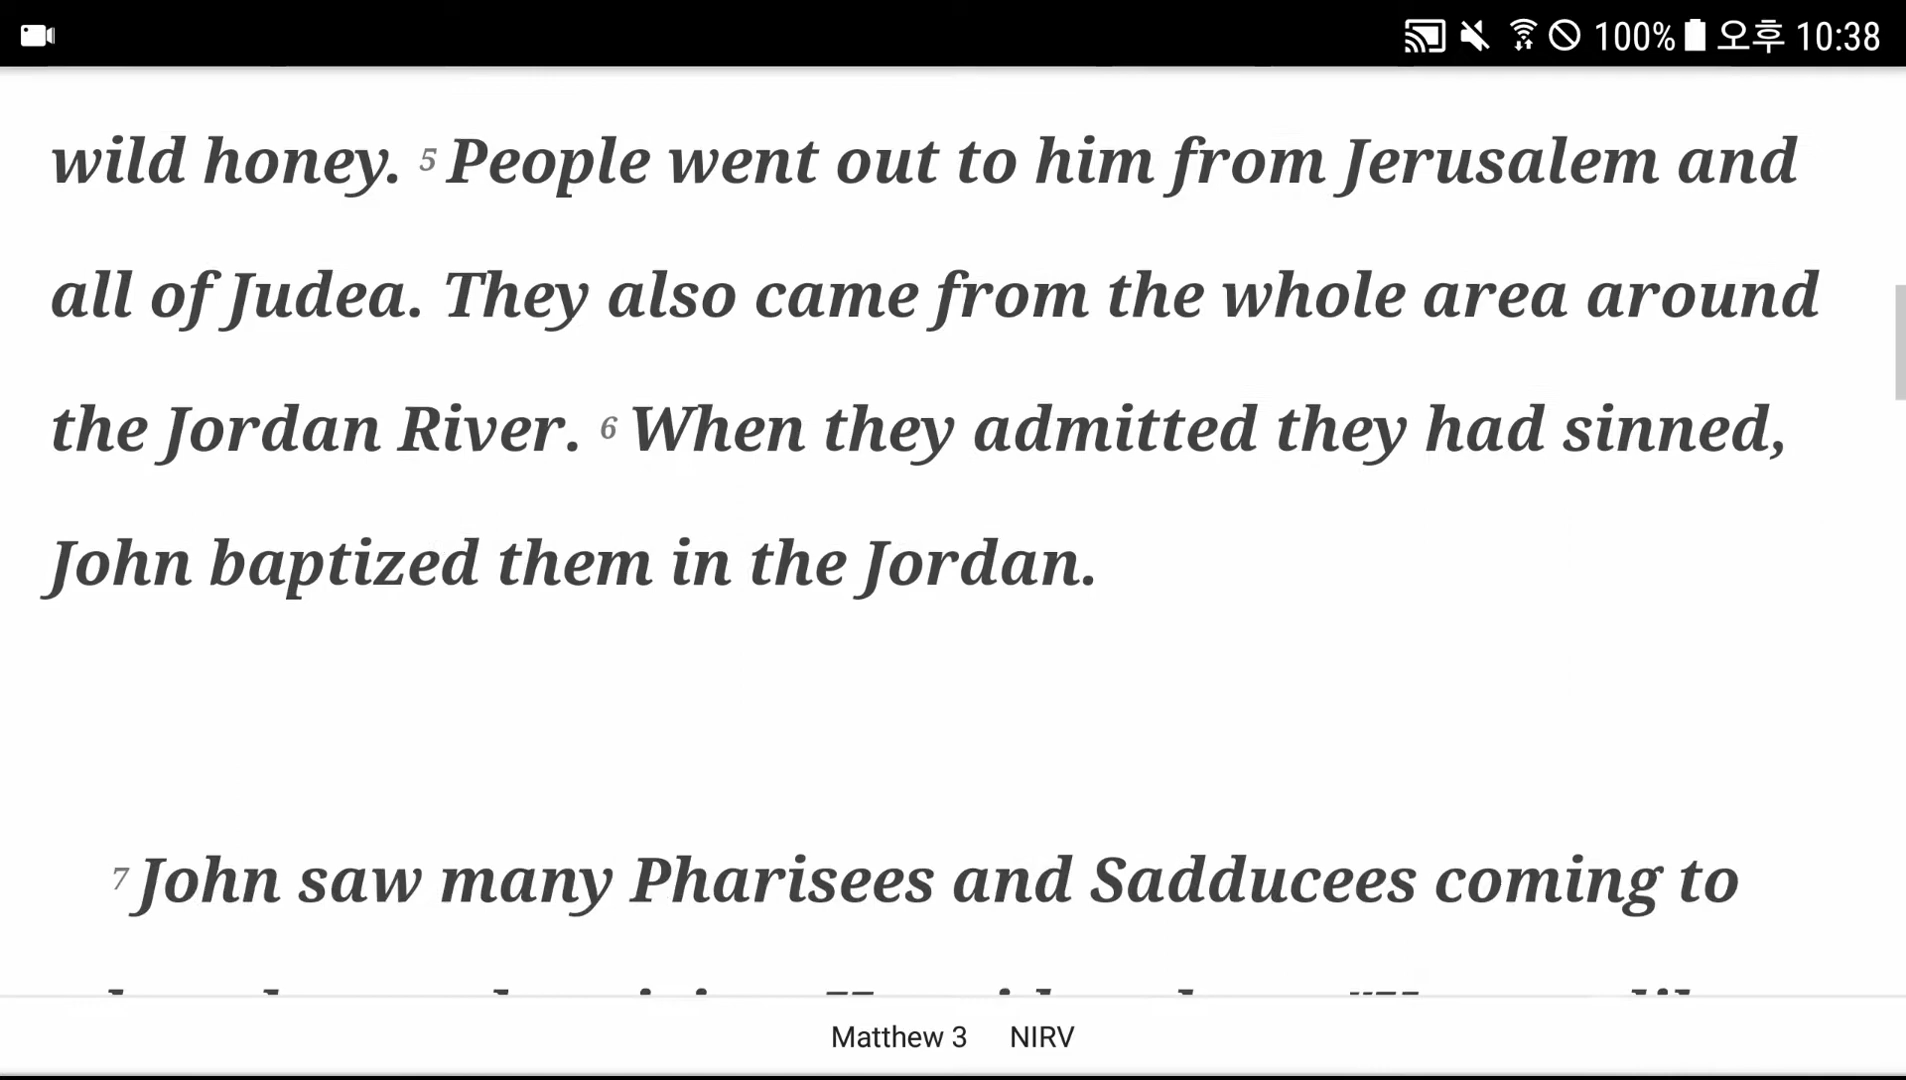 100% 오후 10:38
wild honey. 5 People went out to him from Jerusalem and
all of Judea. They also came from the whole area around
the Jordan River. 6 When they admitted they had sinned,
John baptized them in the Jordan.
7 John saw many Pharisees and Sadducees coming to
Matthew 3 NIRV